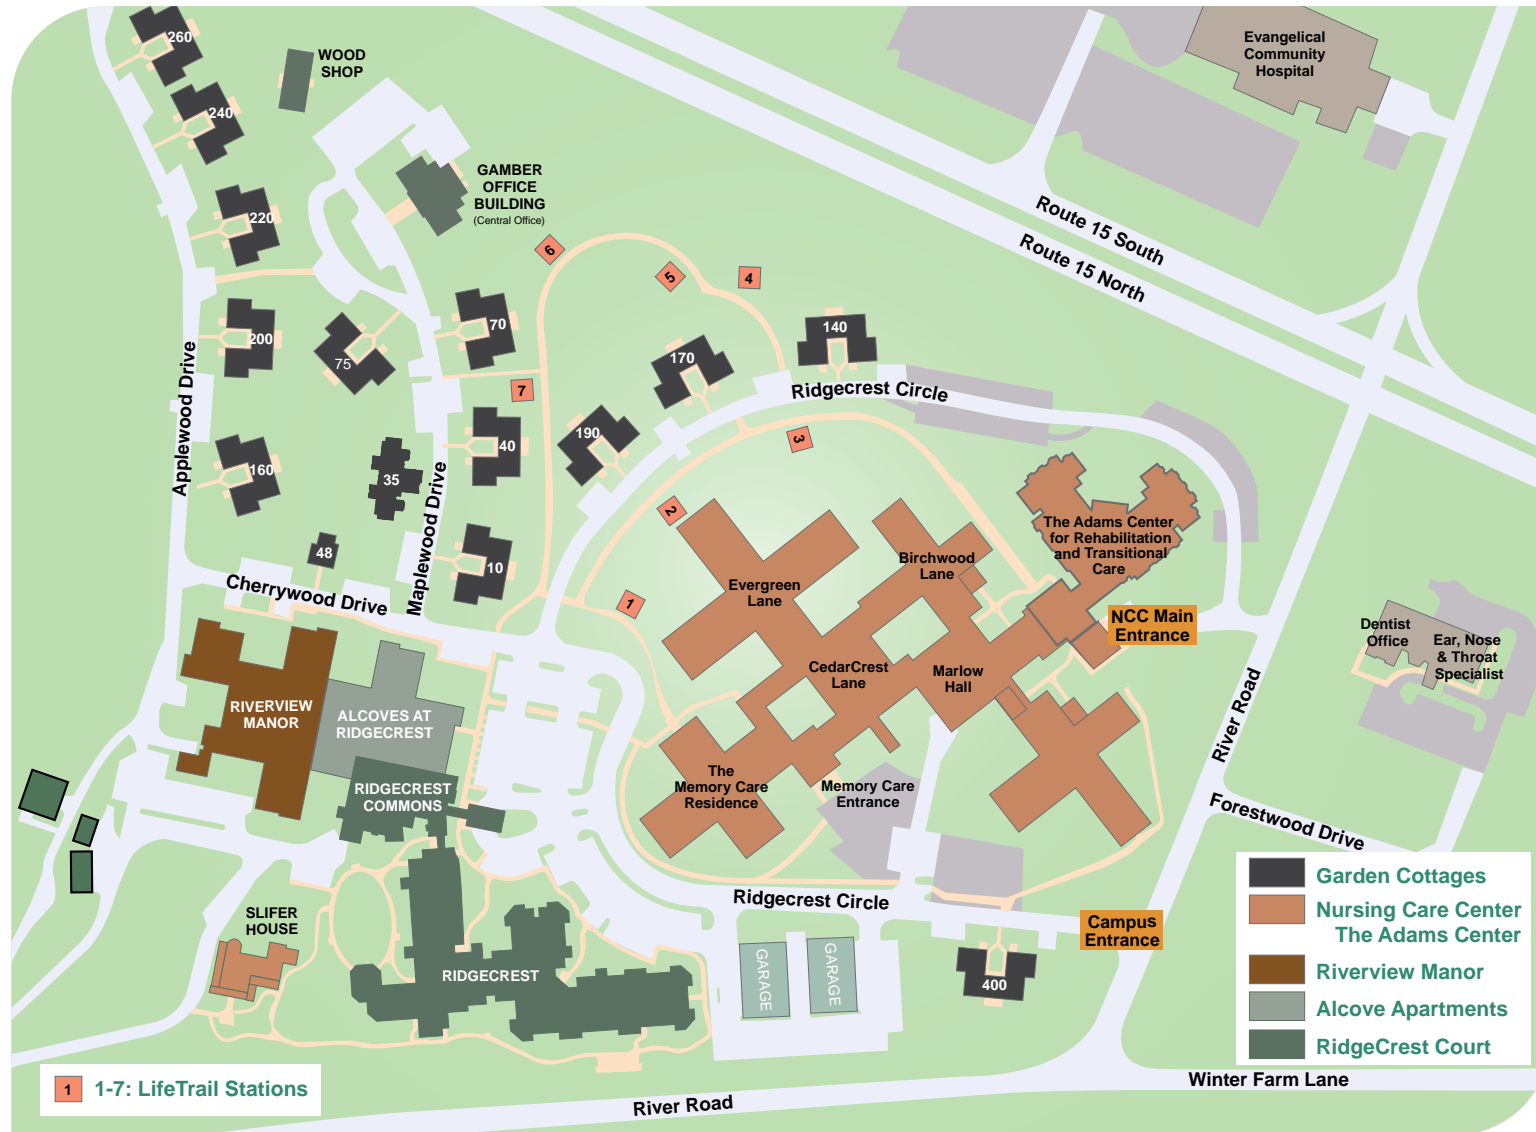 260
WOOD
SHOP
Evangelical
Community
Hospital
240
GAMBER
OFFICE
BUILDING
(Central Office)
220
Route 15 South
Route 15 North
6
5
4
200
75
70
140
170
Applewood Drive
7
Ridgecrest Circle
190
40
3
160
35
Maplewood Drive
2
The Adams Center
for Rehabilitation
and Transitional
Care
48
10
Birchwood
Lane
Evergreen
Lane
Cherrywood Drive
1
NCC Main
Entrance
Dentist
Office
Ear, Nose
& Throat
Specialist
CedarCrest
Lane
Marlow
Hall
RIVERVIEW
MANOR
ALCOVES AT
RIDGECREST
River Road
The
Memory Care
Residence
Memory Care
Entrance
RIDGECREST
COMMONS
Forestwood Drive
Ridgecrest Circle
Campus
Entrance
SLIFER
HOUSE
RIDGECREST
GARAGE
GARAGE
400
Garden Cottages
Nursing Care Center
The Adams Center
Riverview Manor
Alcove Apartments
RidgeCrest Court
1 1-7: LifeTrail Stations
Winter Farm Lane
River Road